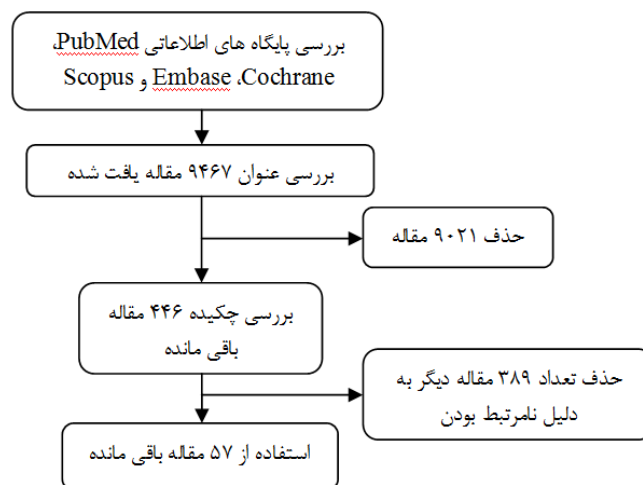 بررسی پایگاه های اطلاعاتی PubMed،
Embase ،Cochrane و Scopus
بررسی عنوان ۹۴۶۷ مقاله یافت شده
حذف ۹۰۲۱ مقاله
بررسی چکیده ۴۴۶ مقاله
باقی مانده
حذف تعداد ۳۸۹ مقاله دیگر به
دلیل نامرتبط بودن
استفاده از ۵۷ مقاله باقی مانده